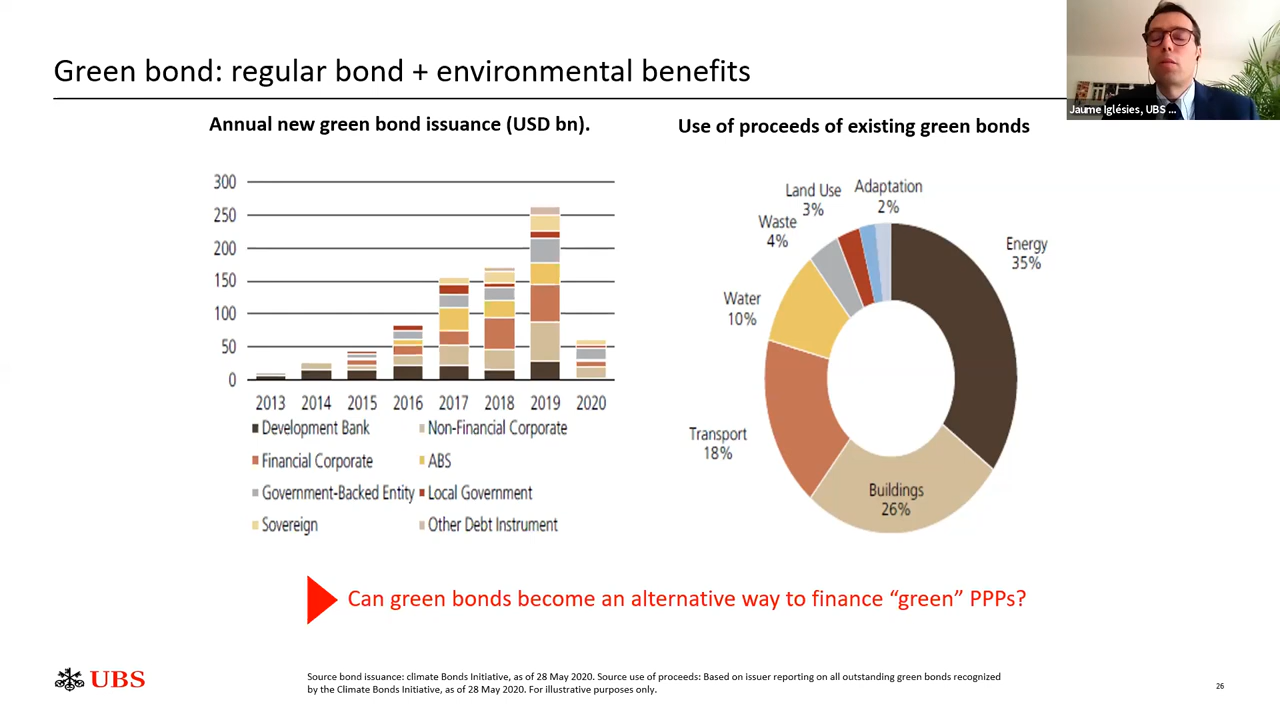 Green bond: regular bond + environmental benefits
Jaume Iglésies, UBS ...
Annual new green bond issuance (USD bn).
300
250
200
150
100
50
0
2013 2014 2015 2016 2017 2018 2019 2020
Development Bank
Non-Financial Corporate
Financial Corporate
ABS
Government-Backed Entity
Local Government
Sovereign
Other Debt Instrument
Use of proceeds of existing green bonds
Land Use
3%
Adaptation
2%
Waste
4%
Energy
35%
Water
10%
Transport
18%
Buildings
26%
Can green bonds become an alternative way to finance “green” PPPs?
UBS
Source bond issuance: climate Bonds Initiative, as of 28 May 2020. Source use of proceeds: Based on issuer reporting on all outstanding green bonds recognized
by the Climate Bonds Initiative, as of 28 May 2020. For illustrative purposes only.
26